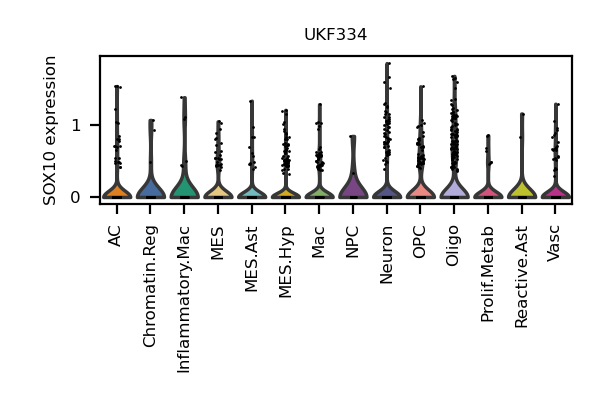 UKF334
SOX10 expression
1
0
AC
Chromatin.Reg
Inflammatory.Mac
MES
MES.Ast
MES.Hyp
Mac
NPC
Neuron
OPC
Oligo
Prolif.Metab
Reactive.Ast
Vasc